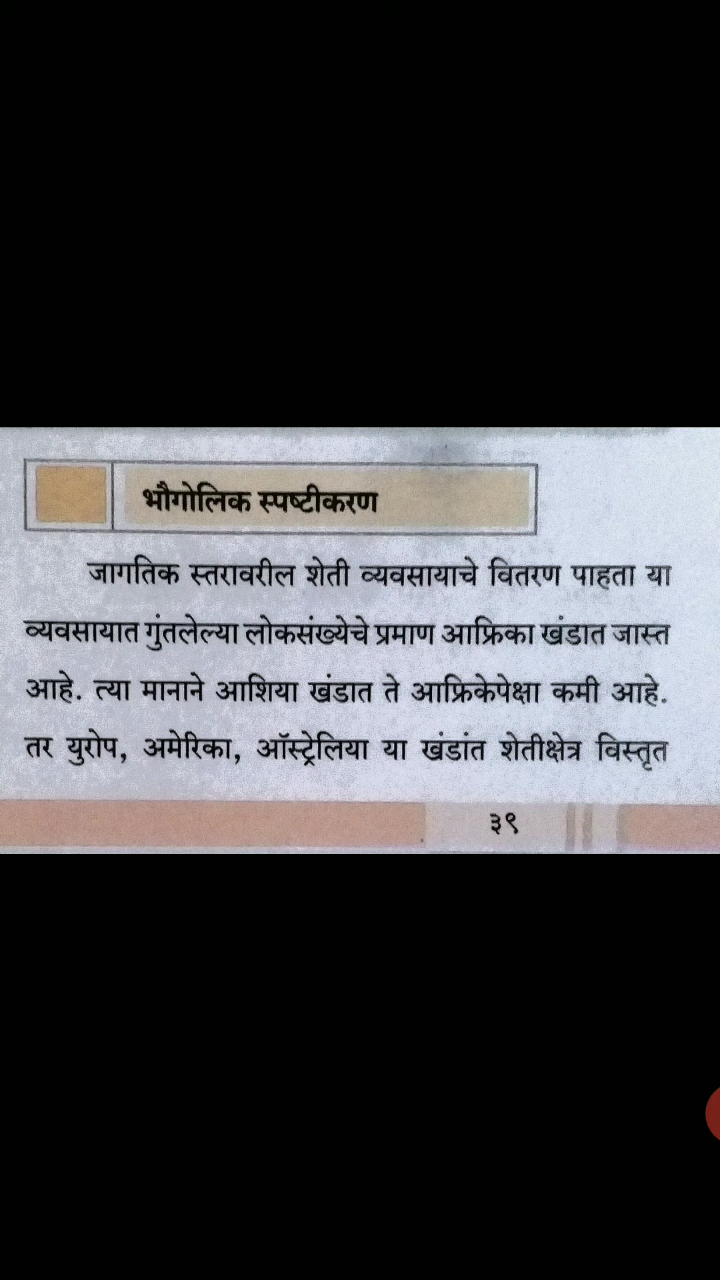 भौगोलिक स्पष्टीकरण
जागतिक स्तरावरील शेती व्यवसायाचे वितरण पाहता या
व्यवसायात गुंतलेल्या लोकसंख्येचे प्रमाण आफ्रिका खंडात जास्त
आहे. त्या मानाने आशिया खंडात ते आफ्रिकेपेक्षा कमी आहे.
तर युरोप, अमेरिका, ऑस्ट्रेलिया या खंडांत शेतीक्षेत्र विस्तृत
३९